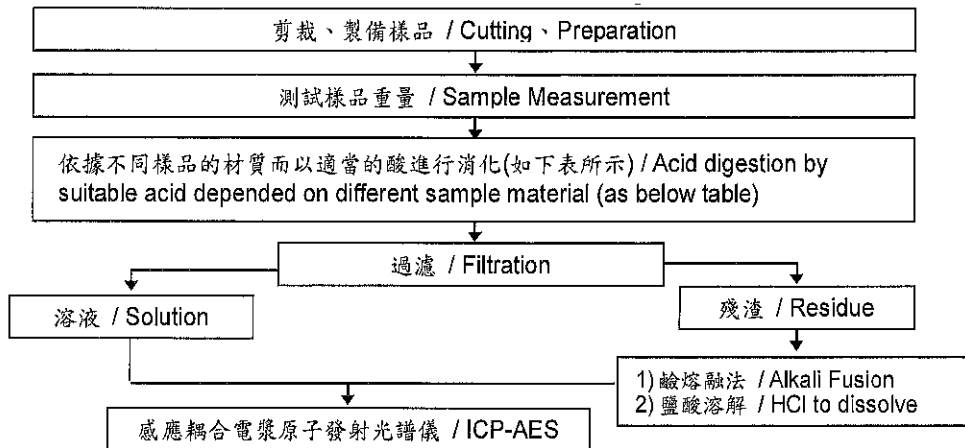 剪裁、製備樣品 / Cutting、Preparation
測試樣品重量 / Sample Measurement
依據不同樣品的材質而以適當的酸進行消化(如下表所示) / Acid digestion by
suitable acid depended on different sample material (as below table)
過濾 / Filtration
溶液 / Solution
殘渣 / Residue
1) 鹼熔融法 / Alkali Fusion
2) 鹽酸溶解 / HCl to dissolve
感應耦合電漿原子發射光譜儀 / ICP-AES